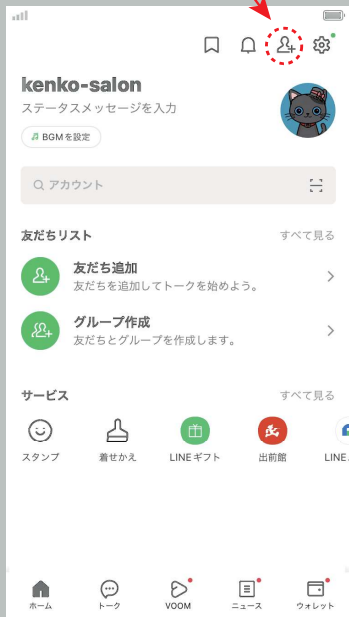 kenko-salon
ステータスメッセージを入力
BGMを設定
アカウント
友だちリスト
すべて見る
友だち追加
友だちを追加してトークを始めよう。
グループ作成
友だちとグループを作成します。
サービス
すべて見る
スタンプ
着せかえ
LINEギフト
出前館
LINE
ホーム
トーク
VOOM
ニュース
ウォレット